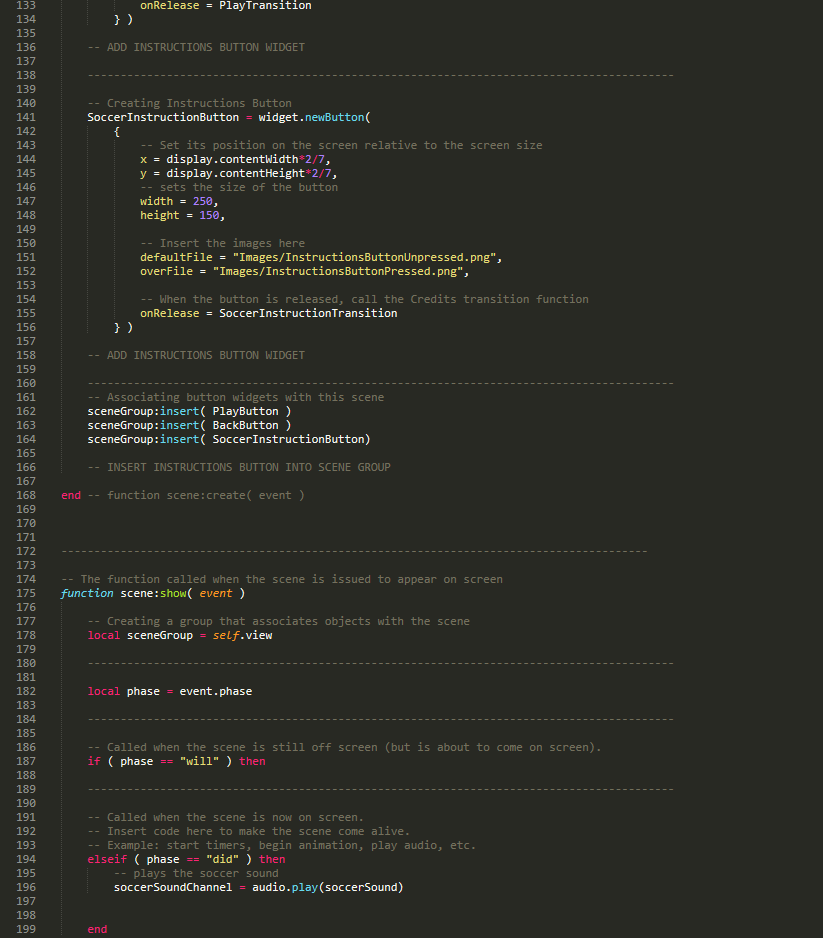 133 onRelease = PlayTransition
134 } )
135
136 -- ADD INSTRUCTIONS BUTTON WIDGET
137
138 -----------------------------------------------------------------------------------------
139
140 -- Creating Instructions Button
141 SoccerInstructionButton = widget.newButton(
142 {
143 -- Set its position on the screen relative to the screen size
144 x = display.contentWidth*2/7,
145 y = display.contentHeight*2/7,
146 -- sets the size of the button
147 width = 250,
148 height = 150,
149
150 -- Insert the images here
151 defaultFile = "Images/InstructionsButtonUnpressed.png",
152 overFile = "Images/InstructionsButtonPressed.png",
153
154 -- When the button is released, call the Credits transition function
155 onRelease = SoccerInstructionTransition
156 } )
157
158 -- ADD INSTRUCTIONS BUTTON WIDGET
159
160 -----------------------------------------------------------------------------------------
161 -- Associating button widgets with this scene
162 sceneGroup:insert( PlayButton )
163 sceneGroup:insert( BackButton )
164 sceneGroup:insert( SoccerInstructionButton)
165
166 -- INSERT INSTRUCTIONS BUTTON INTO SCENE GROUP
167
168 end -- function scene:create( event )
169
170
171
172 -----------------------------------------------------------------------------------------
173
174 -- The function called when the scene is issued to appear on screen
175 function scene:show( event )
176
177 -- Creating a group that associates objects with the scene
178 local sceneGroup = self.view
179
180 -----------------------------------------------------------------------------------------
181
182 local phase = event.phase
183
184 -----------------------------------------------------------------------------------------
185
186 -- Called when the scene is still off screen (but is about to come on screen).
187 if ( phase == "will" ) then
188
189 -----------------------------------------------------------------------------------------
190
191 -- Called when the scene is now on screen.
192 -- Insert code here to make the scene come alive.
193 -- Example: start timers, begin animation, play audio, etc.
194 elseif ( phase == "did" ) then
195 -- plays the soccer sound
196 soccerSoundChannel = audio.play(soccerSound)
197
198
199 end